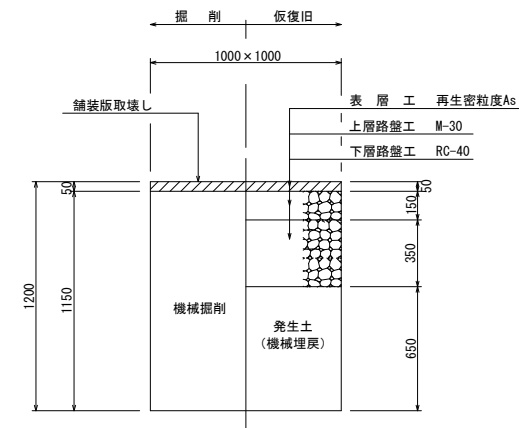 掘 削 仮復旧
1000×1000
舗装版取壊し
表 層 工 再生密粒度As
上層路盤工 M-30
下層路盤工 RC-40
50
50
150
1200
1150
350
機械掘削
発生土
(機械埋戻)
650